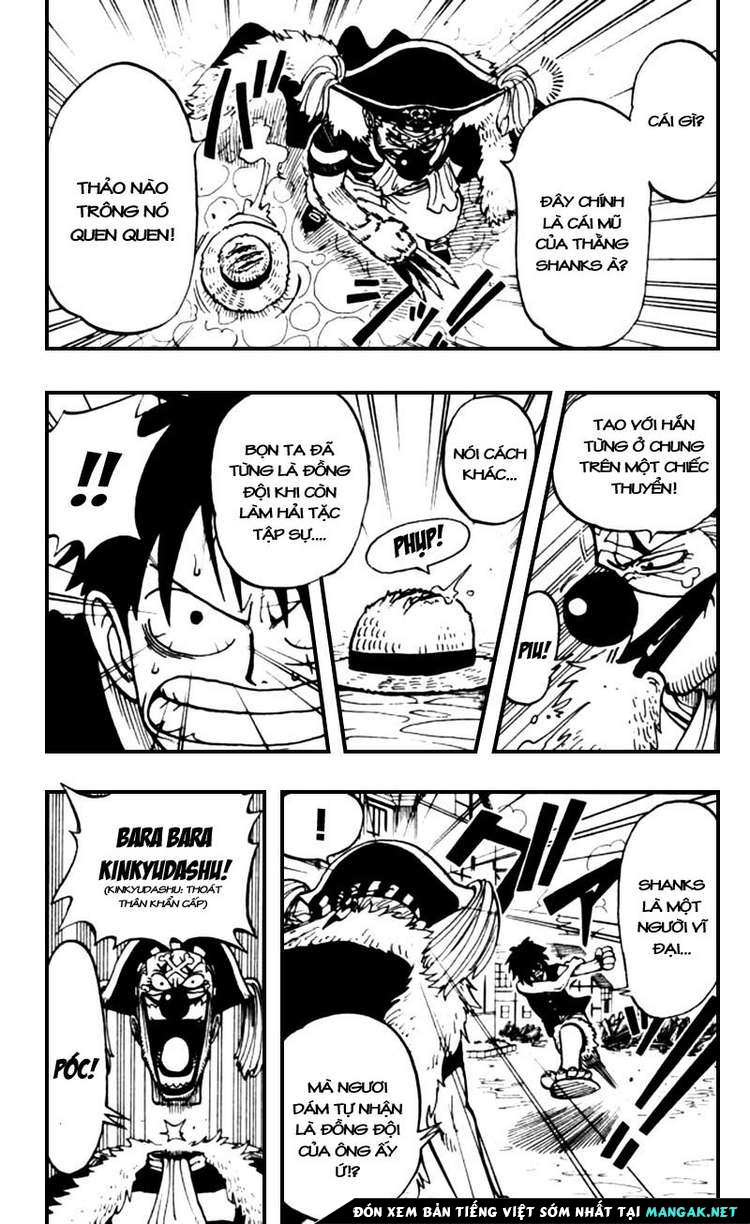 CÁI GÌ?
ĐÂY CHÍNH
LÀ CÁI MŨ
CỦA THẰNG
SHANKS À?
THẢO NÀO
TRÔNG NÓ
QUEN QUEN!
TAO VỚI HẮN
TỪNG Ở CHUNG
TRÊN MỘT CHIẾC
THUYỂN!
PIU!
NÓI CÁCH
KHÁC...
PHỤP!
BỌN TA ĐÃ
TỪNG LÀ ĐỒNG
ĐỘI KHI CÒN
LÀM HẢI TẶC
TẬP SỰ....
!!
!
SHANKS
LÀ MỘT
NGƯỜI VĨ
ĐẠI...
MÀ NGƯƠI
DÁM TỰ NHẬN
LÀ ĐỒNG ĐỘI
CỦA ÔNG ẤY
Ư!?
BARA BARA
KINKYUDASHU!
(KINKYUDASHU: THOÁT
THÂN KHẨN CẤP)
PÓC!
ĐÓN XEM BẢN TIẾNG VIỆT SỚM NHẤT TẠI MANGAK.NET